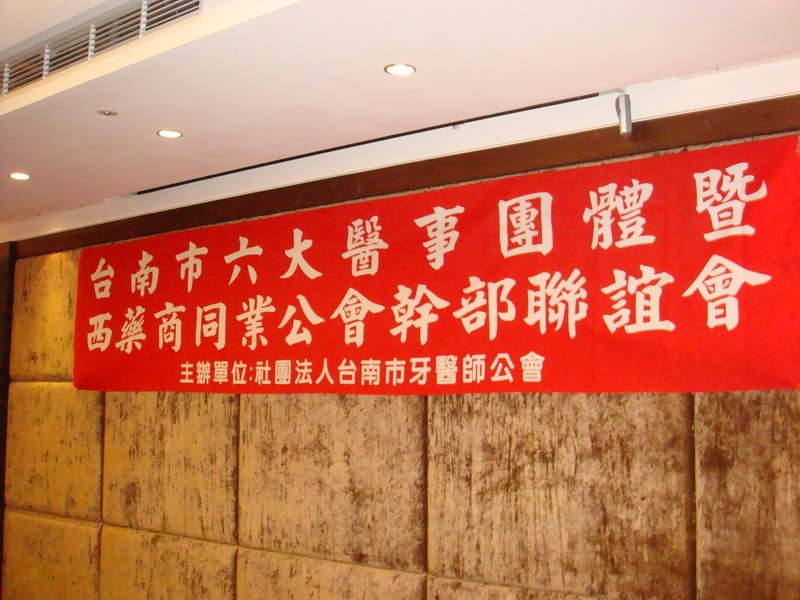 台南市六大醫事團體暨
西藥商同業公會幹部聯誼會
主辦單位:社團法人台南市牙醫師公會